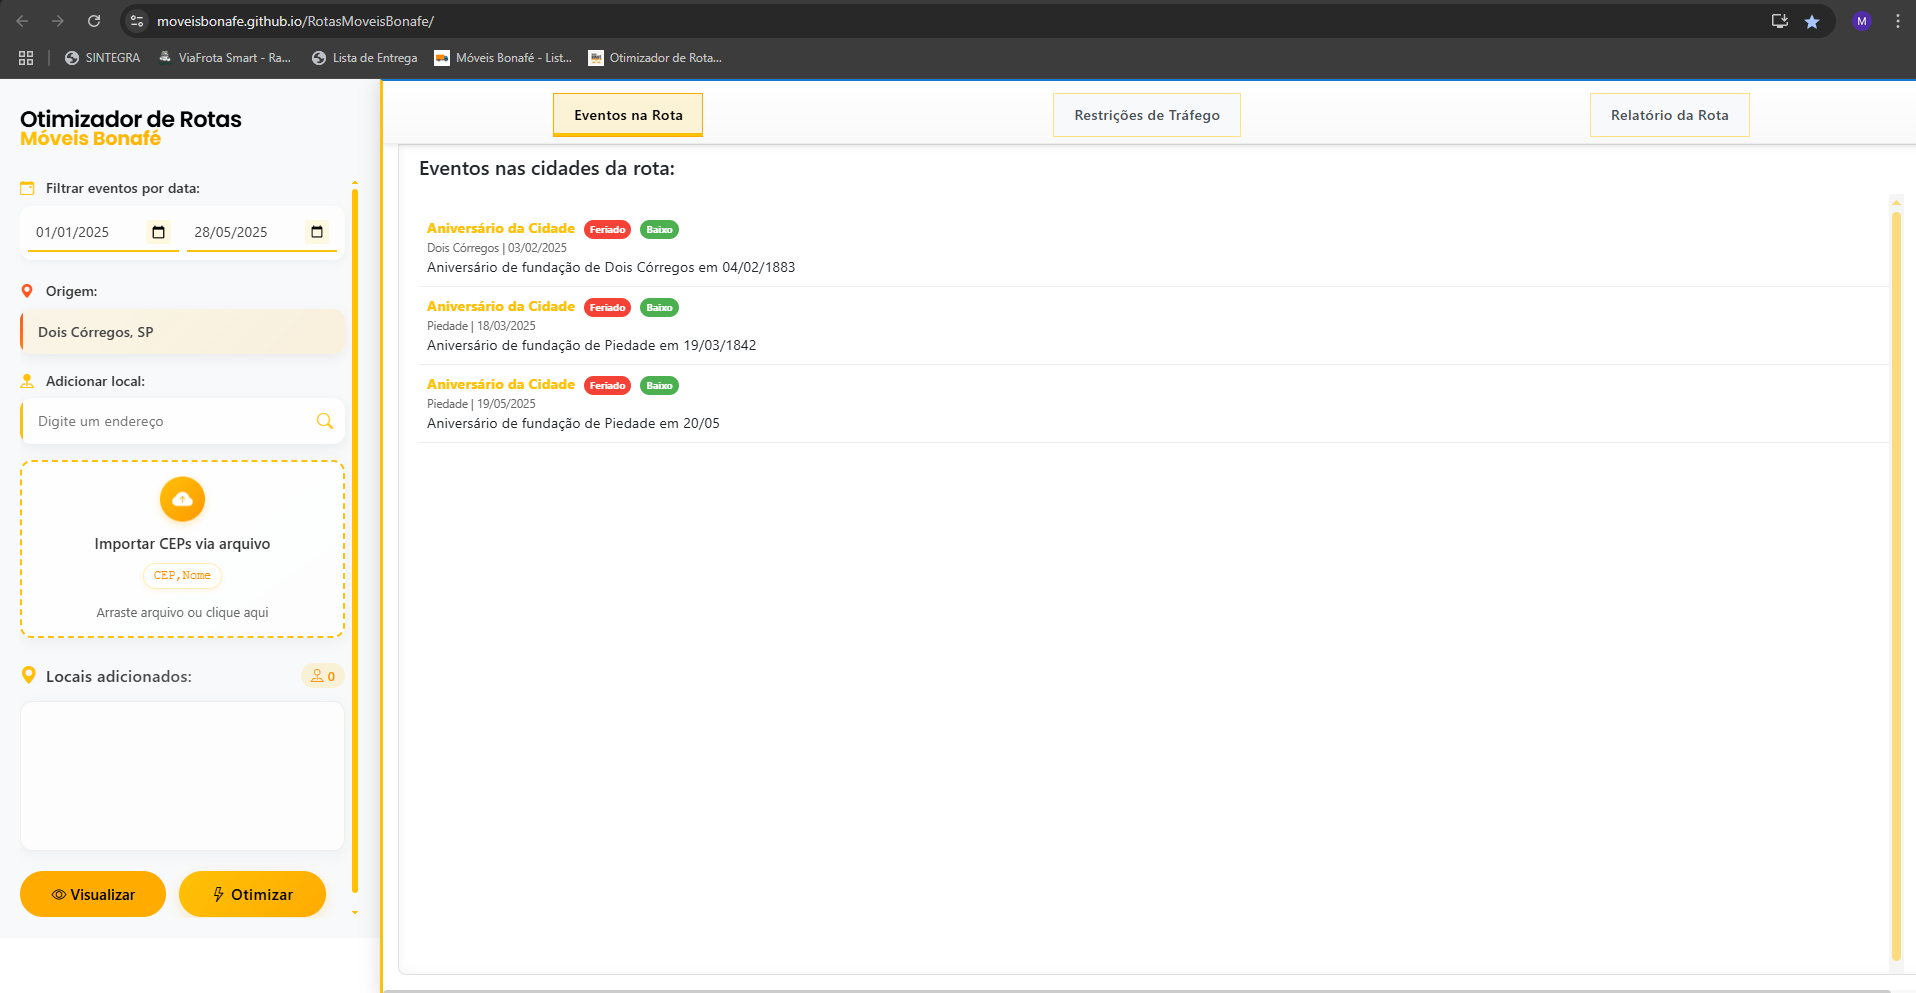 moveisbonafe.github.io/RotasMoveisBonafe/
M
SINTEGRA
ViaFrota Smart - Ra...
Lista de Entrega
Móveis Bonafé - List...
Otimizador de Rota...
Otimizador de Rotas
Móveis Bonafé
Filtrar eventos por data:
01/01/2025
28/05/2025
Origem:
Dois Córregos, SP
Adicionar local:
Digite um endereço
Importar CEPs via arquivo
CEP,Nome
Arraste arquivo ou clique aqui
Locais adicionados:
0
Visualizar
Otimizar
Eventos na Rota
Restrições de Tráfego
Relatório da Rota
Eventos nas cidades da rota:
Aniversário da Cidade Feriado Baixo
Dois Córregos | 03/02/2025
Aniversário de fundação de Dois Córregos em 04/02/1883
Aniversário da Cidade Feriado Baixo
Piedade | 18/03/2025
Aniversário de fundação de Piedade em 19/03/1842
Aniversário da Cidade Feriado Baixo
Piedade | 19/05/2025
Aniversário de fundação de Piedade em 20/05